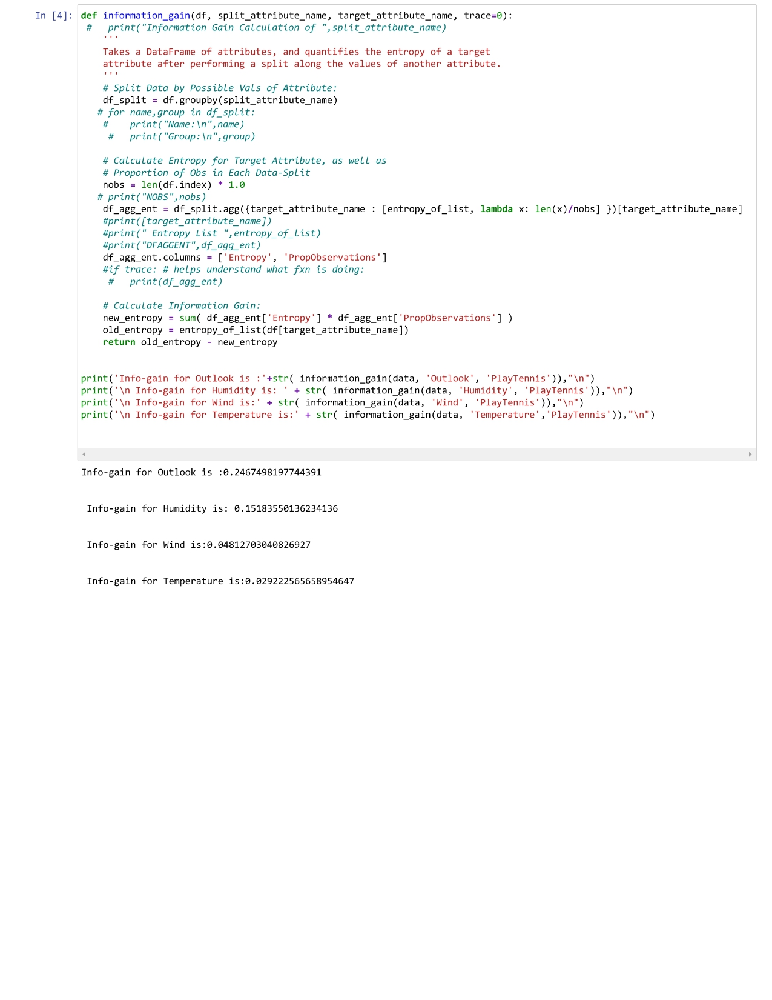 In [4]: def information_gain(df, split_attribute_name, target_attribute_name, trace=0):
 #   print("Information Gain Calculation of ",split_attribute_name)
    '''
    Takes a DataFrame of attributes, and quantifies the entropy of a target
    attribute after performing a split along the values of another attribute.
    '''
    # Split Data by Possible Vals of Attribute:
    df_split = df.groupby(split_attribute_name)
   # for name,group in df_split:
    #    print("Name:\n",name)
     #   print("Group:\n",group)
    # Calculate Entropy for Target Attribute, as well as
    # Proportion of Obs in Each Data-Split
    nobs = len(df.index) * 1.0
   # print("NOBS",nobs)
    df_agg_ent = df_split.agg({target_attribute_name : [entropy_of_list, lambda x: len(x)/nobs] })[target_attribute_name]
    #print([target_attribute_name])
    #print(" Entropy List ",entropy_of_list)
    #print("DFAGGENT",df_agg_ent)
    df_agg_ent.columns = ['Entropy', 'PropObservations']
    #if trace: # helps understand what fxn is doing:
     #   print(df_agg_ent)
    # Calculate Information Gain:
    new_entropy = sum( df_agg_ent['Entropy'] * df_agg_ent['PropObservations'] )
    old_entropy = entropy_of_list(df[target_attribute_name])
    return old_entropy - new_entropy
print('Info-gain for Outlook is :'+str( information_gain(data, 'Outlook', 'PlayTennis')),"\n")
print('\n Info-gain for Humidity is: ' + str( information_gain(data, 'Humidity', 'PlayTennis')),"\n")
print('\n Info-gain for Wind is:' + str( information_gain(data, 'Wind', 'PlayTennis')),"\n")
print('\n Info-gain for Temperature is:' + str( information_gain(data, 'Temperature','PlayTennis')),"\n")
Info-gain for Outlook is :0.2467498197744391
 Info-gain for Humidity is: 0.15183550136234136
 Info-gain for Wind is:0.04812703040826927
 Info-gain for Temperature is:0.029222565658954647